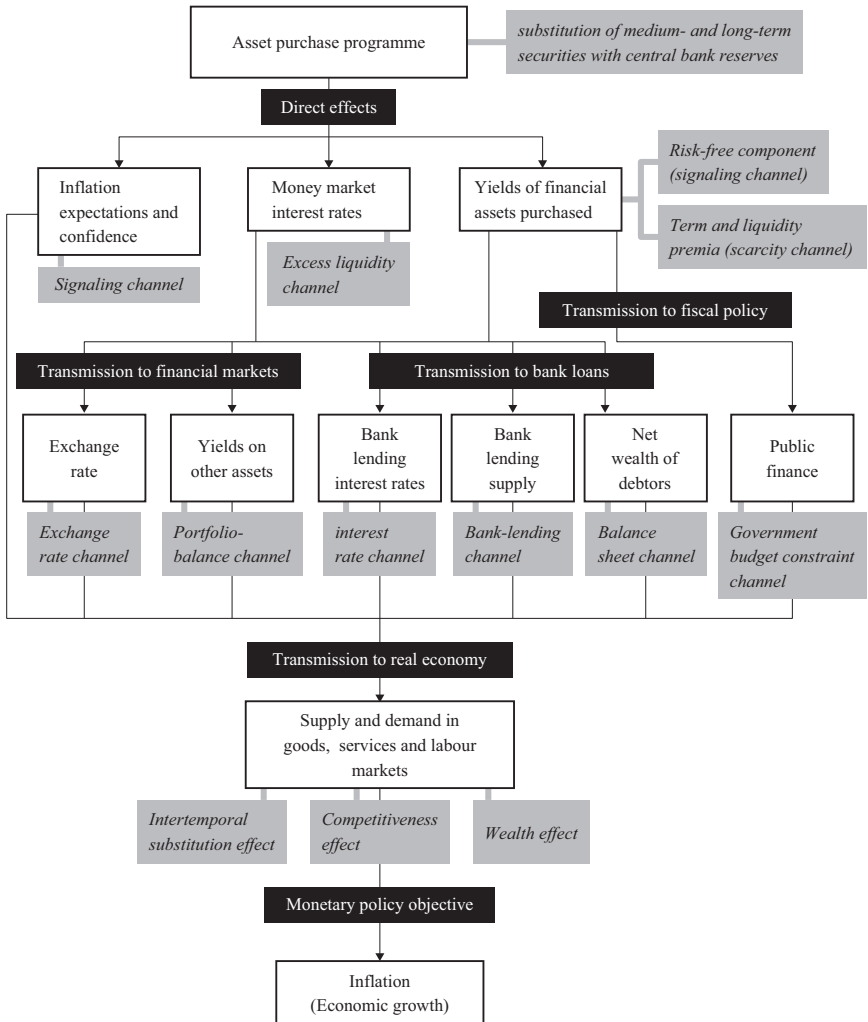 Asset purchase programme
substitution of medium- and long-term
securities with central bank reserves
Direct effects
Inflation
expectations and
confidence
Money market
interest rates
Yields of financial
assets purchased
Risk-free component
(signaling channel)
Term and liquidity
premia (scarcity channel)
Signaling channel
Excess liquidity
channel
Transmission to fiscal policy
Transmission to financial markets
Transmission to bank loans
Exchange
rate
Yields on
other assets
Bank
lending
interest rates
Bank
lending
supply
Net
wealth of
debtors
Public
finance
Exchange
rate channel
Portfolio-
balance channel
interest
rate channel
Bank-lending
channel
Balance
sheet channel
Government
budget constraint
channel
Transmission to real economy
Supply and demand in
goods, services and labour
markets
Intertemporal
substitution effect
Competitiveness
effect
Wealth effect
Monetary policy objective
Inflation
(Economic growth)